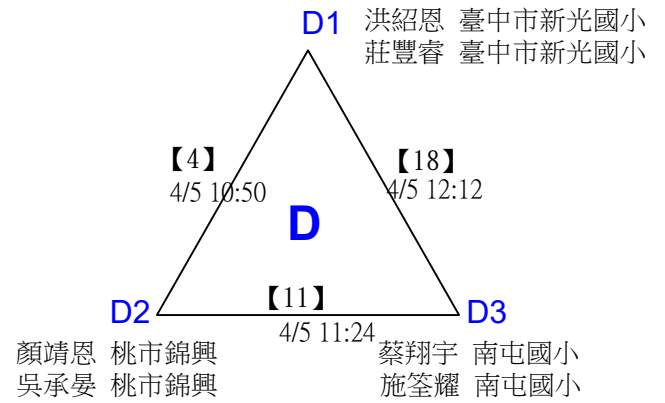 D1
洪紹恩 臺中市新光國小
莊豐睿 臺中市新光國小
【4】
4/5 10:50
【18】
4/5 12:12
D
【11】
4/5 11:24
D2
顏靖恩 桃市錦興
吳承晏 桃市錦興
D3
蔡翔宇 南屯國小
施筌耀 南屯國小